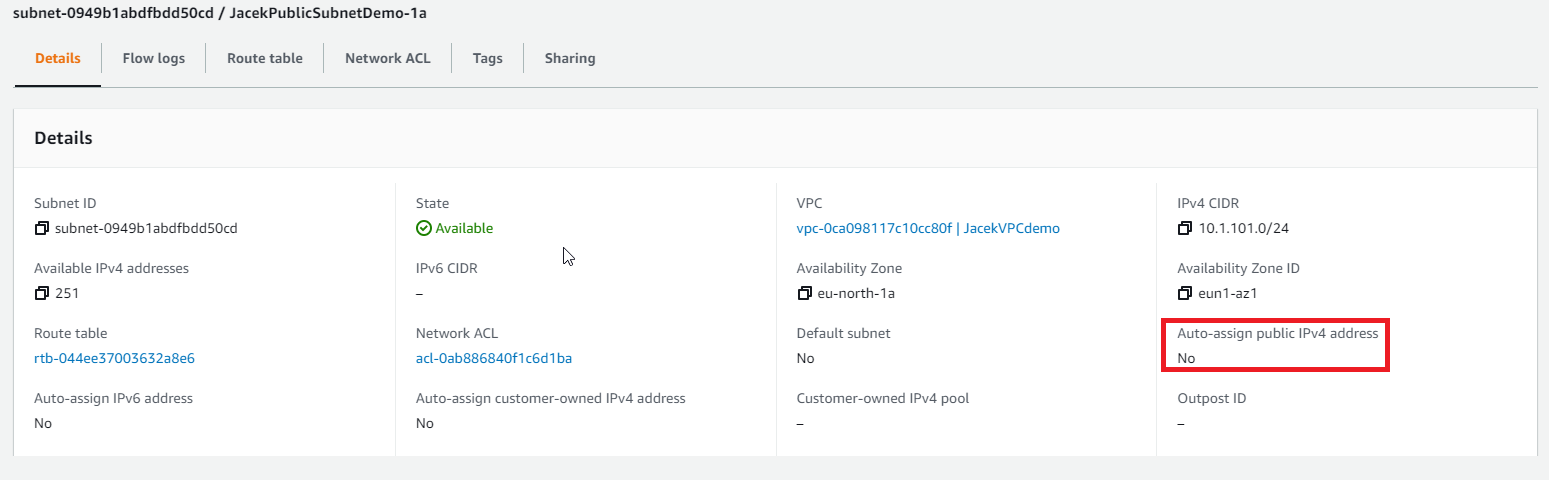 subnet-0949b1abdfbdd50cd / JacekPublicSubnetDemo-1a
Details
Flow logs
Route table
Network ACL
Tags
Sharing
Details
Subnet ID
subnet-0949b1abdfbdd50cd
State
Available
VPC
vpc-0ca098117c10cc80f | JacekVPCdemo
IPv4 CIDR
10.1.101.0/24
Available IPv4 addresses
251
IPv6 CIDR
–
Availability Zone
eu-north-1a
Availability Zone ID
eun1-az1
Route table
rtb-044ee37003632a8e6
Network ACL
acl-0ab886840f1c6d1ba
Default subnet
No
Auto-assign public IPv4 address
No
Auto-assign IPv6 address
No
Auto-assign customer-owned IPv4 address
No
Customer-owned IPv4 pool
–
Outpost ID
–